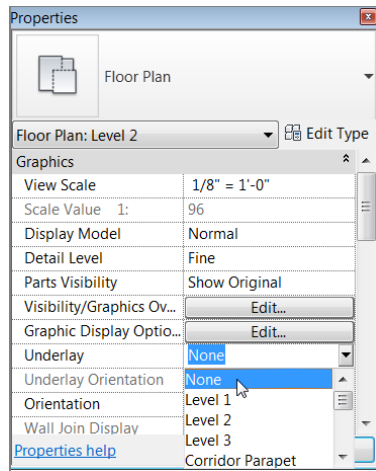 Properties
Floor Plan
Floor Plan: Level 2 Edit Type
Graphics
View Scale 1/8" = 1'-0"
Scale Value 1: 96
Display Model Normal
Detail Level Fine
Parts Visibility Show Original
Visibility/Graphics Ov... Edit...
Graphic Display Optio... Edit...
Underlay None
Underlay Orientation None
Orientation Level 1
Level 2
Wall Join Display
Level 3
Properties help Corridor Parapet